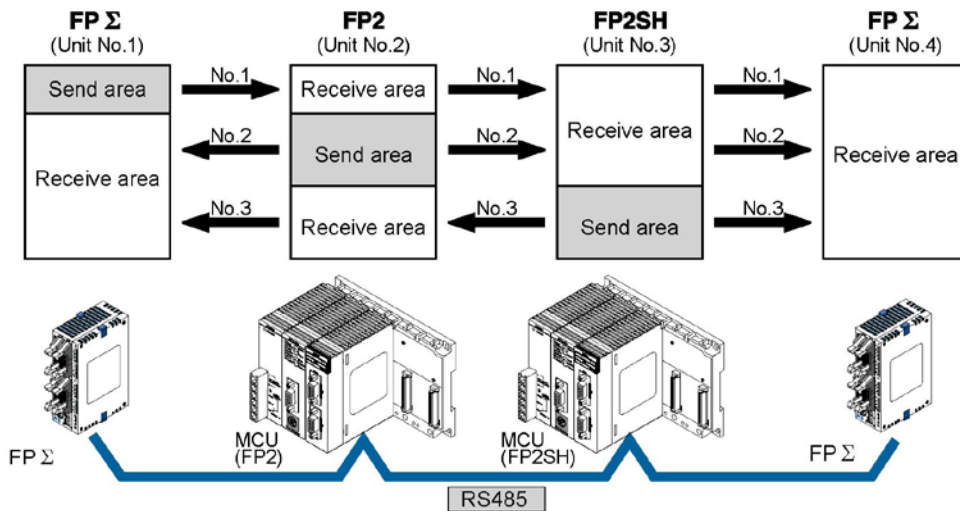 FP Σ
(Unit No.1)
FP2
(Unit No.2)
FP2SH
(Unit No.3)
FP Σ
(Unit No.4)
Send area
No.1
Receive area
No.1
No.1
Receive area
No.2
Send area
No.2
Receive area
No.2
Receive area
No.3
Receive area
No.3
Send area
No.3
FP Σ
MCU
(FP2)
MCU
(FP2SH)
FP Σ
RS485